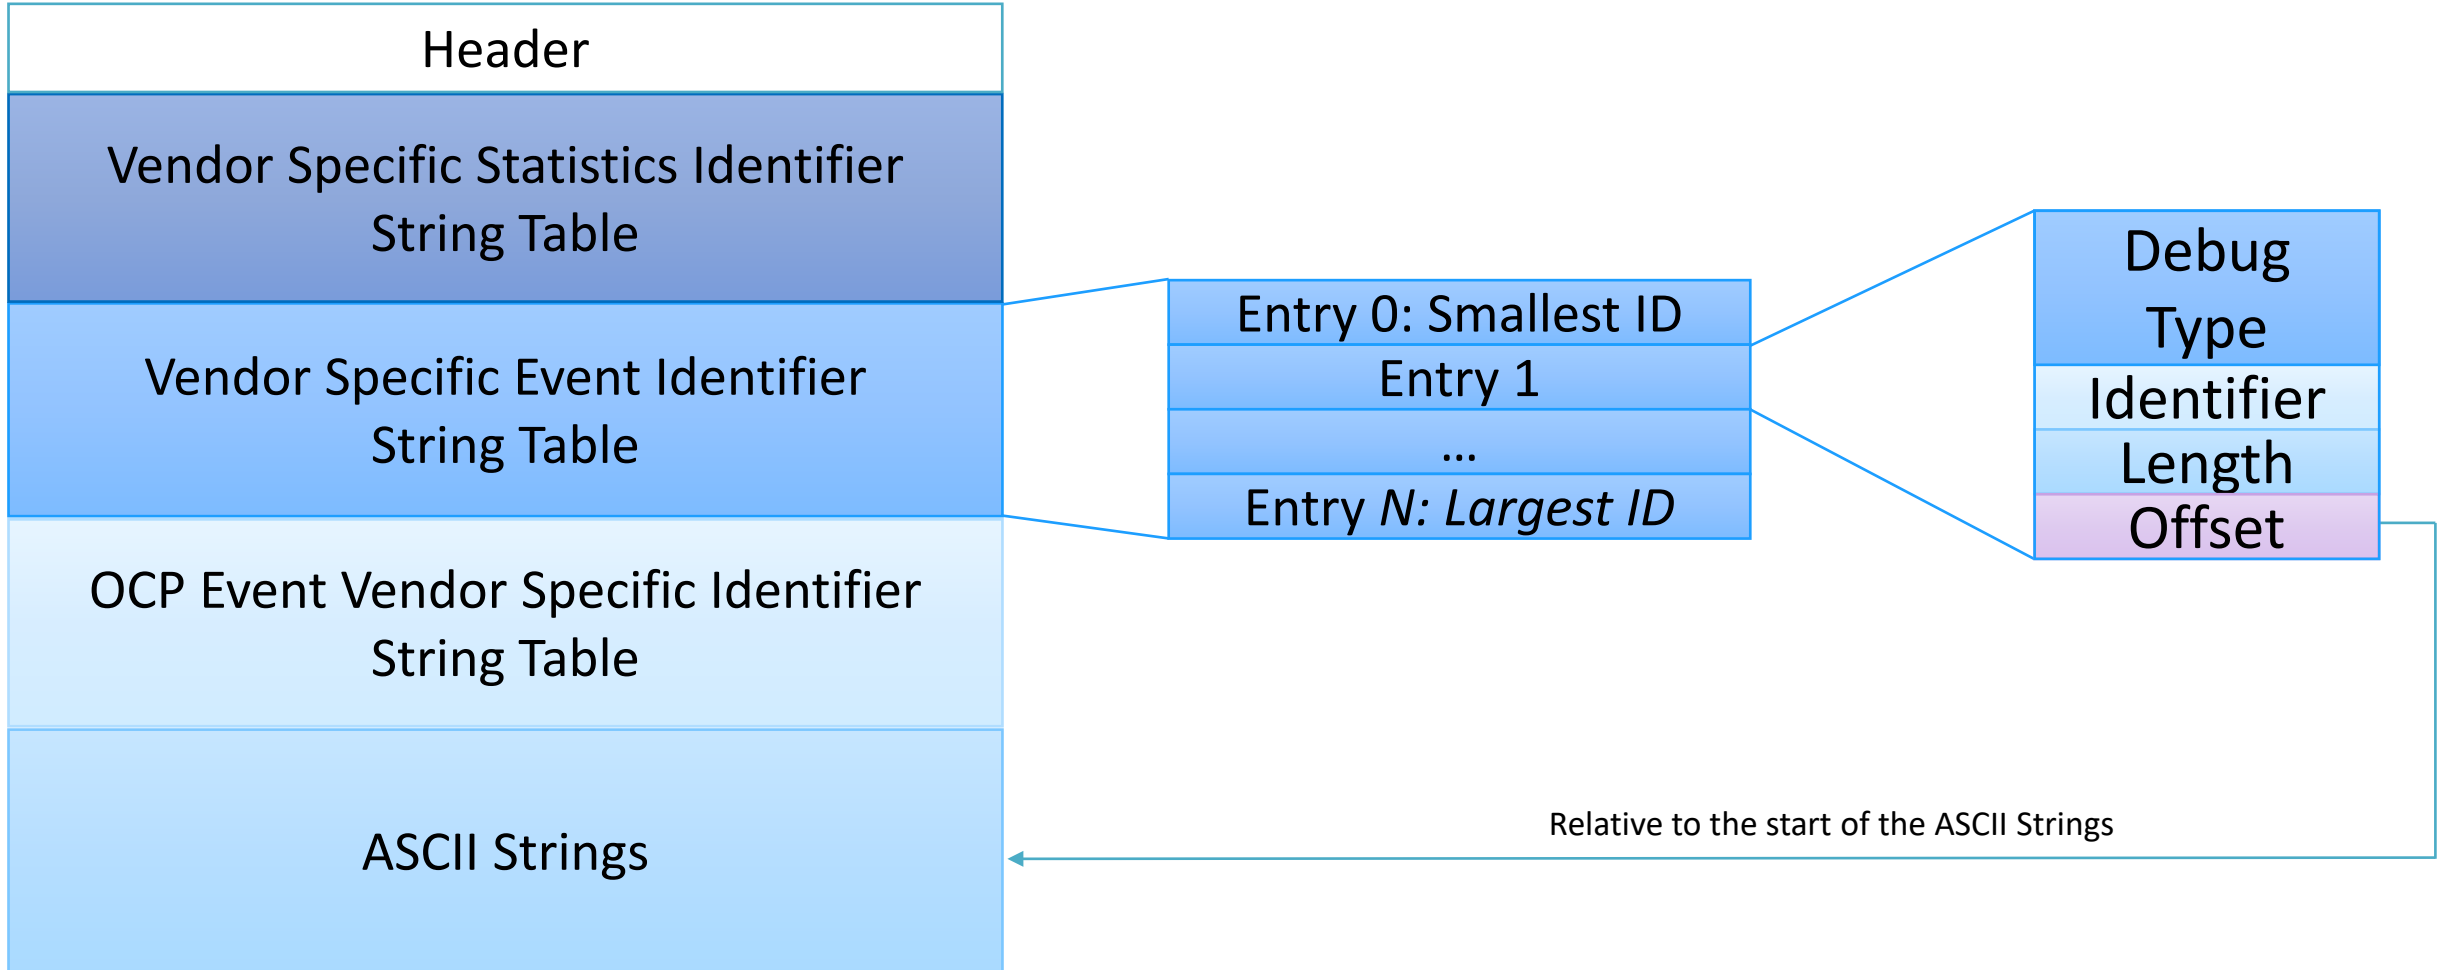 Header
Vendor Specific Statistics Identifier
String Table
Vendor Specific Event Identifier
String Table
OCP Event Vendor Specific Identifier
String Table
ASCII Strings
Entry 0: Smallest ID
Entry 1
...
Entry N: Largest ID
Debug
Type
Identifier
Length
Offset
Relative to the start of the ASCII Strings